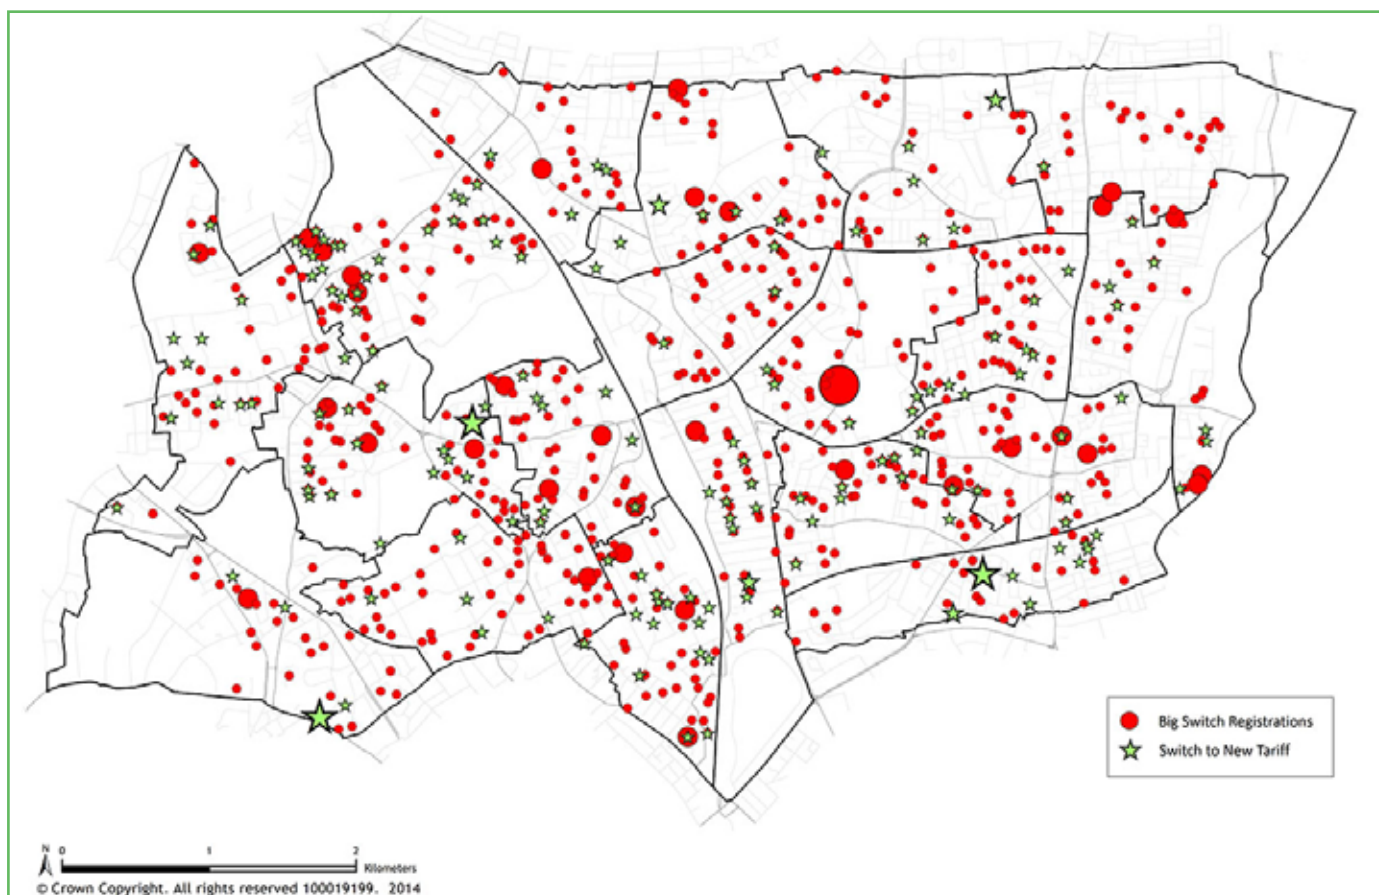 Big Switch Registrations
Switch to New Tariff
N 0 1 2
Kilometers
© Crown Copyright. All rights reserved 100019199. 2014